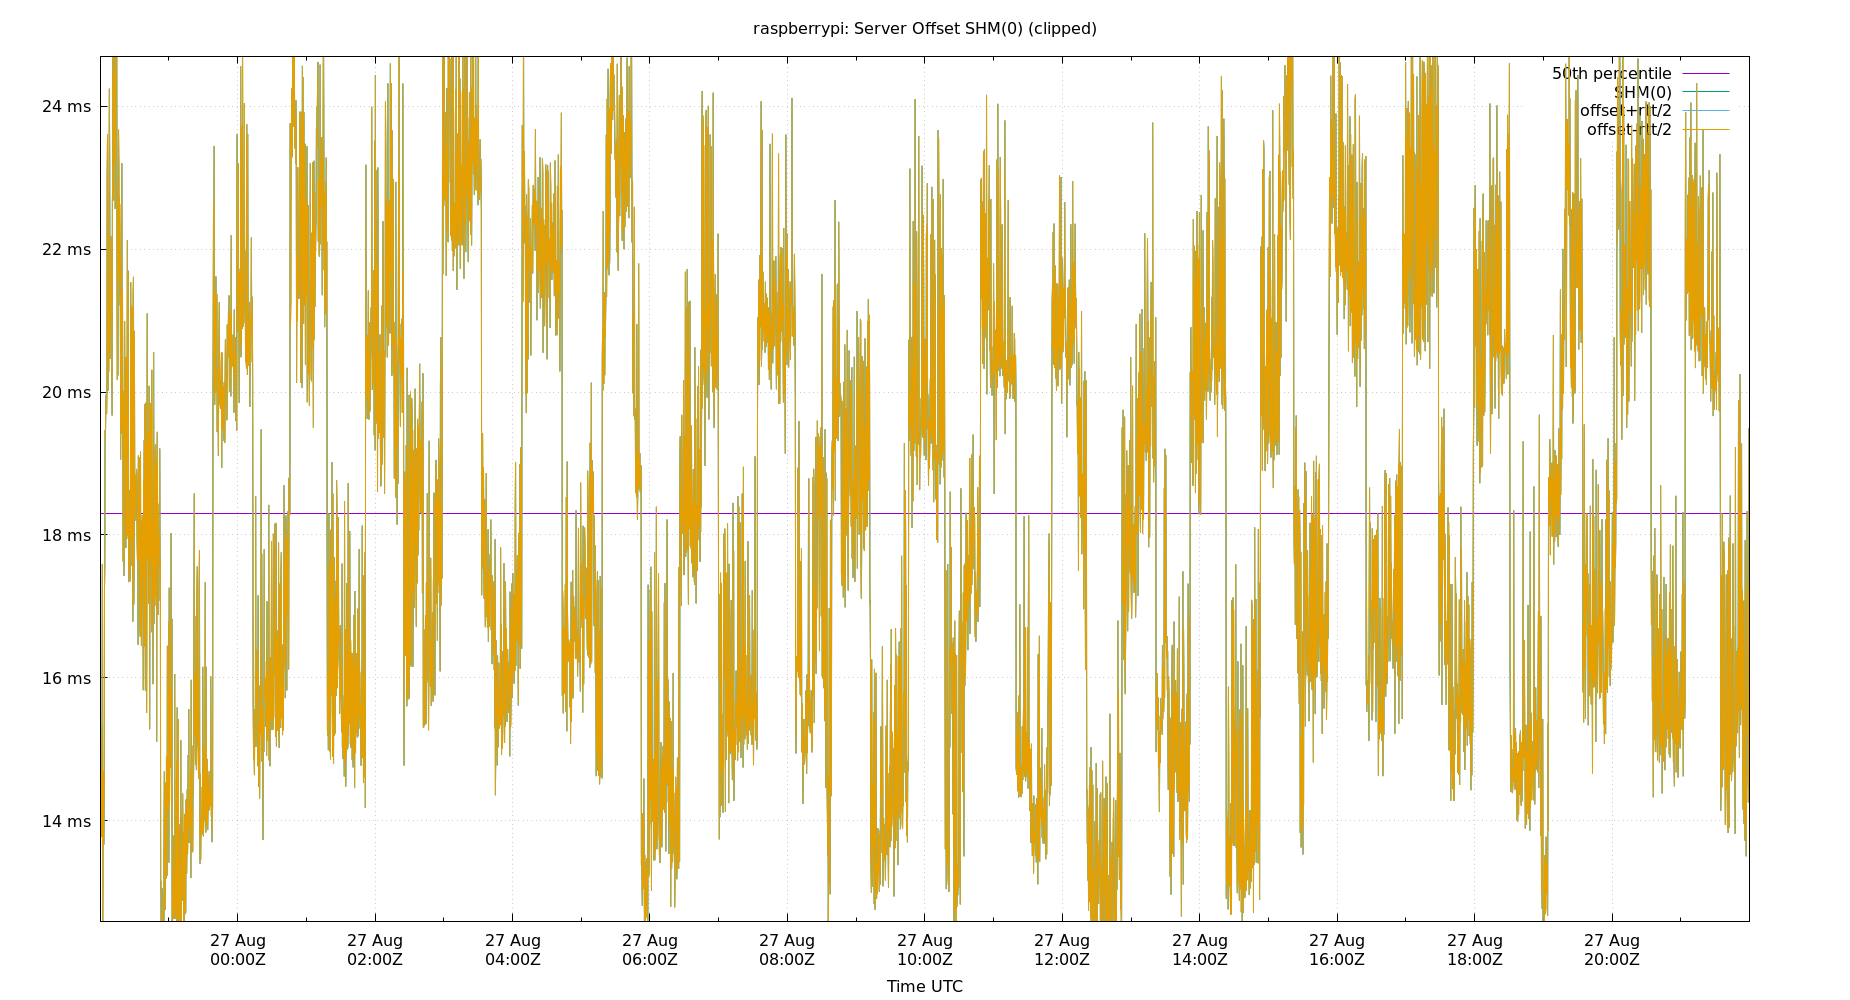 raspberrypi: Server Offset SHM(0) (clipped)
50th percentile
SHM(0)
offset+rtt/2
offset-rtt/2
24 ms
22 ms
20 ms
18 ms
16 ms
14 ms
27 Aug 27 Aug 27 Aug 27 Aug 27 Aug 27 Aug 27 Aug 27 Aug 27 Aug 27 Aug 27 Aug
00:00Z 02:00Z 04:00Z 06:00Z 08:00Z 10:00Z 12:00Z 14:00Z 16:00Z 18:00Z 20:00Z
Time UTC